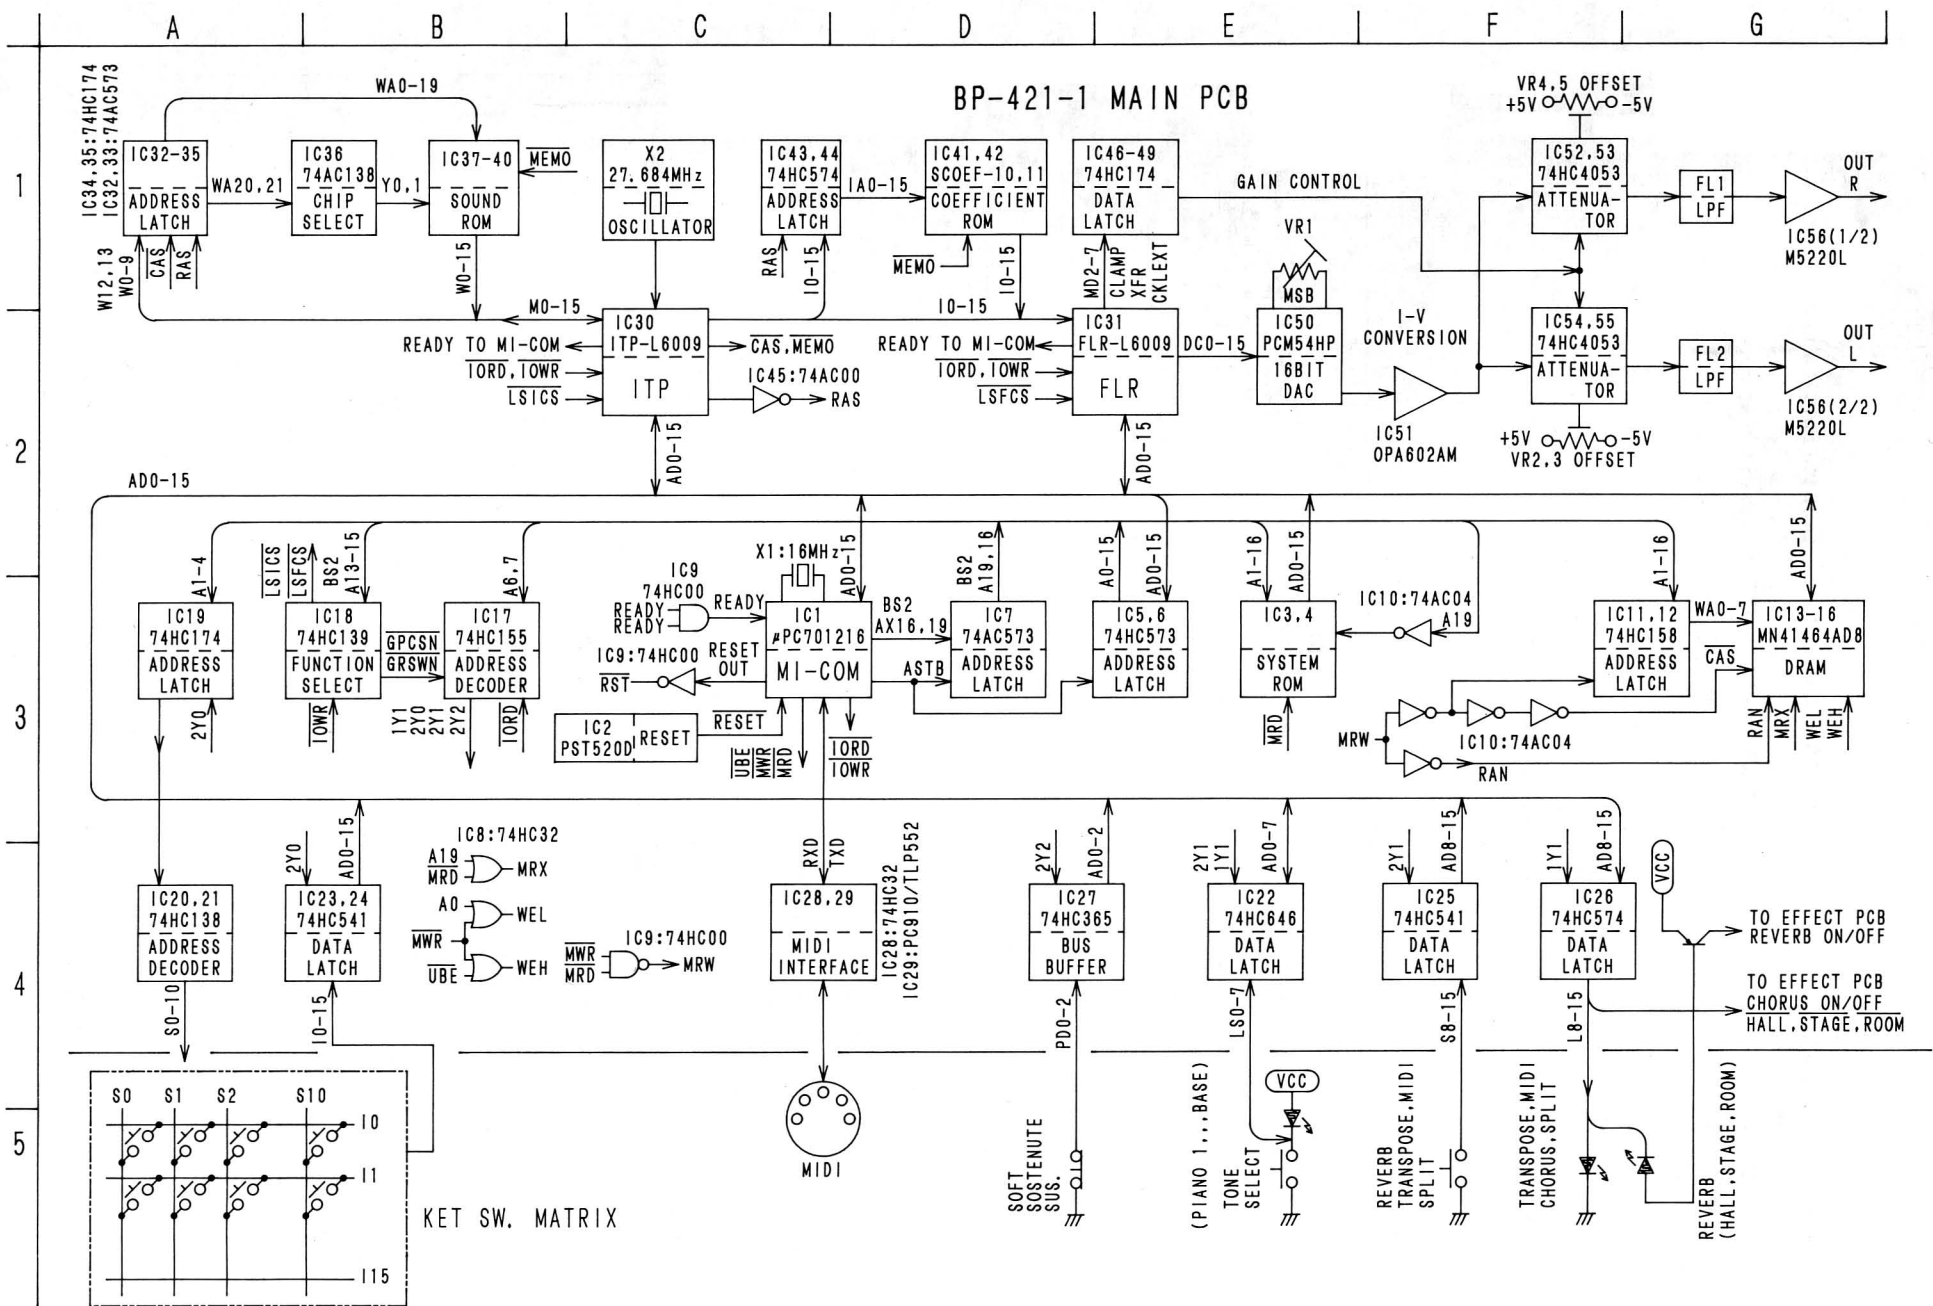 A B C D E F G
1
2
3
4
5
BP-421-1 MAIN PCB
IC34,35:74HC174
IC32,33:74AC573
WA0-19
IC32-35
ADDRESS
LATCH
WA20,21
IC36
74AC138
CHIP
SELECT
Y0,1
IC37-40
SOUND
ROM
MEMO
X2
27.684MHz
OSCILLATOR
IC43,44
74HC574
ADDRESS
LATCH
IA0-15
IC41,42
SCOEF-10,11
COEFFICIENT
ROM
IC46-49
74HC174
DATA
LATCH
GAIN CONTROL
VR4,5 OFFSET
+5V
-5V
IC52,53
74HC4053
ATTENUA-
TOR
FL1
LPF
OUT
R
IC56(1/2)
M5220L
W12,13
W0-9
CAS
RAS
W0-15
RAS
I0-15
MEMO
I0-15
MD2-7
CLAMP
XFR
CKLEXT
VR1
MSB
M0-15
I0-15
IC30
ITP-L6009
ITP
READY TO MI-COM
IORD,IOWR
LSICS
CAS,MEMO
IC45:74AC00
RAS
READY TO MI-COM
IORD,IOWR
LSFCS
IC31
FLR-L6009
FLR
DC0-15
IC50
PCM54HP
16BIT
DAC
I-V
CONVERSION
IC51
OPA602AM
IC54,55
74HC4053
ATTENUA-
TOR
+5V
-5V
VR2,3 OFFSET
FL2
LPF
OUT
L
IC56(2/2)
M5220L
AD0-15
AD0-15
AD0-15
A1-4
LSICS
LSFCS
BS2
A13-15
A6,7
X1:16MHz
AD0-15
BS2
A19,16
A0-15
AD0-15
A1-16
AD0-15
A1-16
AD0-15
IC19
74HC174
ADDRESS
LATCH
IC18
74HC139
FUNCTION
SELECT
GPCSN
GRSWN
IC17
74HC155
ADDRESS
DECODER
IC9
74HC00
READY
READY
READY
IC9:74HC00
RST
RESET
OUT
IC1
μPC701216
MI-COM
BS2
AX16,19
ASTB
IC7
74AC573
ADDRESS
LATCH
IC5,6
74HC573
ADDRESS
LATCH
IC3,4
SYSTEM
ROM
IC10:74AC04
A19
IC11,12
74HC158
ADDRESS
LATCH
WA0-7
CAS
IC13-16
MN41464AD8
DRAM
2Y0
IOWR
1Y1
2Y0
2Y1
2Y2
IORD
IC2
PST520D
RESET
RESET
UBE
MWR
MRD
IORD
IOWR
MRD
MRW
IC10:74AC04
RAN
RAN
MRX
WEL
WEH
2Y0
AD0-15
IC8:74HC32
A19
MRD
MRX
A0
WEL
MWR
UBE
WEH
IC9:74HC00
MWR
MRD
MRW
RXD
TXD
IC28:74HC32
IC29:PC910/TLP552
2Y2
AD0-2
2Y1
1Y1
AD0-7
2Y1
AD8-15
1Y1
AD8-15
VCC
IC20,21
74HC138
ADDRESS
DECODER
IC23,24
74HC541
DATA
LATCH
IC28,29
MIDI
INTERFACE
IC27
74HC365
BUS
BUFFER
IC22
74HC646
DATA
LATCH
IC25
74HC541
DATA
LATCH
IC26
74HC574
DATA
LATCH
TO EFFECT PCB
REVERB ON/OFF
TO EFFECT PCB
CHORUS ON/OFF
HALL,STAGE,ROOM
S0-10
I0-15
PD0-2
LS0-7
S8-15
L8-15
S0 S1 S2 S10
I0
I1
I15
KET SW. MATRIX
MIDI
SOFT
SOSTENUTE
SUS.
(PIANO 1,,,BASE)
TONE
SELECT
VCC
REVERB
TRANSPOSE,MIDI
SPLIT
TRANSPOSE,MIDI
CHORUS,SPLIT
REVERB
(HALL,STAGE,ROOM)